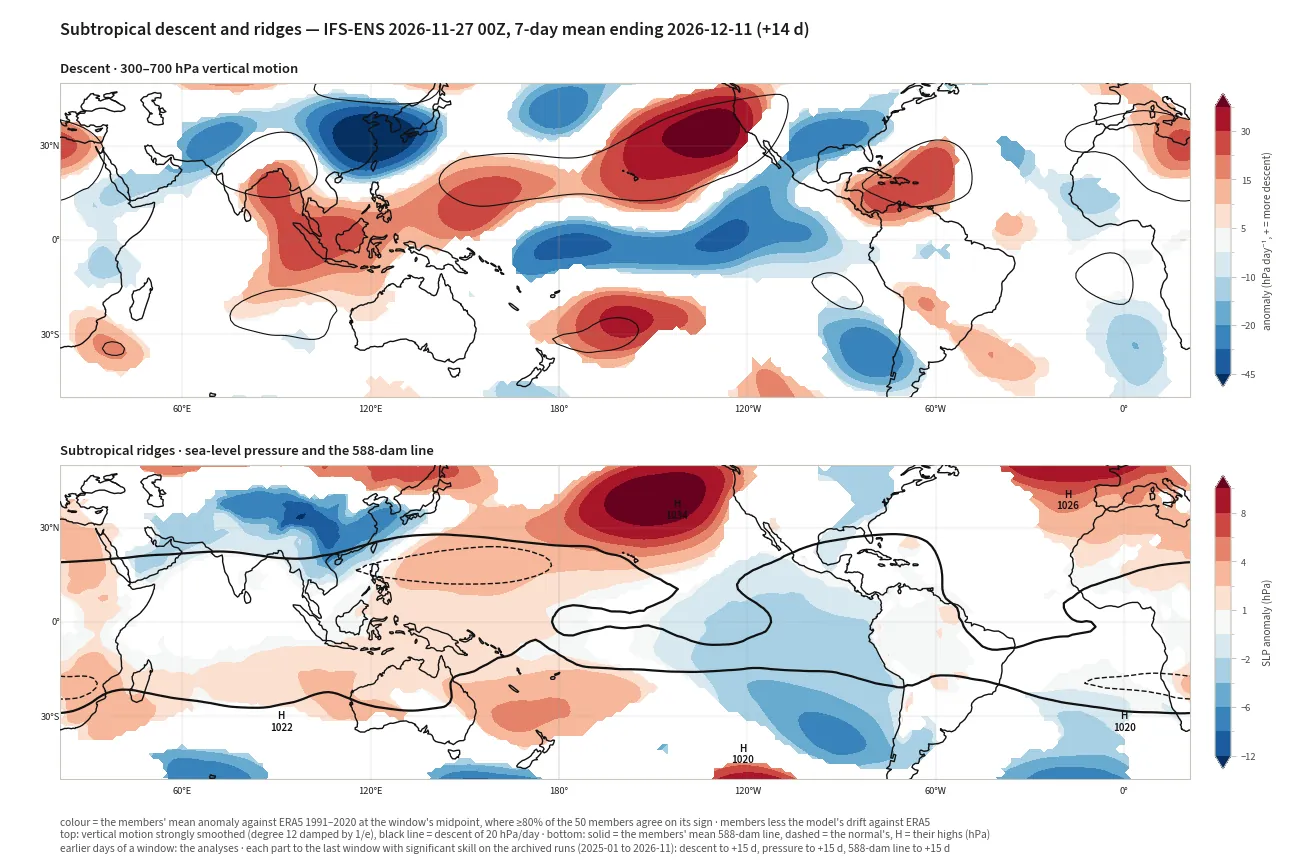 Subtropical descent and ridges — IFS-ENS 2026-11-27 00Z, 7-day mean ending 2026-12-11 (+14 d)
Descent · 300–700 hPa vertical motion
30°N
0°
30°S
60°E 120°E 180° 120°W 60°W 0°
30
15
5
−10
−20
−45
anomaly (hPa day⁻¹, + = more descent)
Subtropical ridges · sea-level pressure and the 588-dam line
H
1034
H
1026
30°N
0°
30°S
H
1022
H
1020
H
1020
60°E 120°E 180° 120°W 60°W 0°
8
4
1
−2
−6
−12
SLP anomaly (hPa)
colour = the members' mean anomaly against ERA5 1991–2020 at the window's midpoint, where ≥80% of the 50 members agree on its sign · members less the model's drift against ERA5
top: vertical motion strongly smoothed (degree 12 damped by 1/e), black line = descent of 20 hPa/day · bottom: solid = the members' mean 588-dam line, dashed = the normal's, H = their highs (hPa)
earlier days of a window: the analyses · each part to the last window with significant skill on the archived runs (2025-01 to 2026-11): descent to +15 d, pressure to +15 d, 588-dam line to +15 d